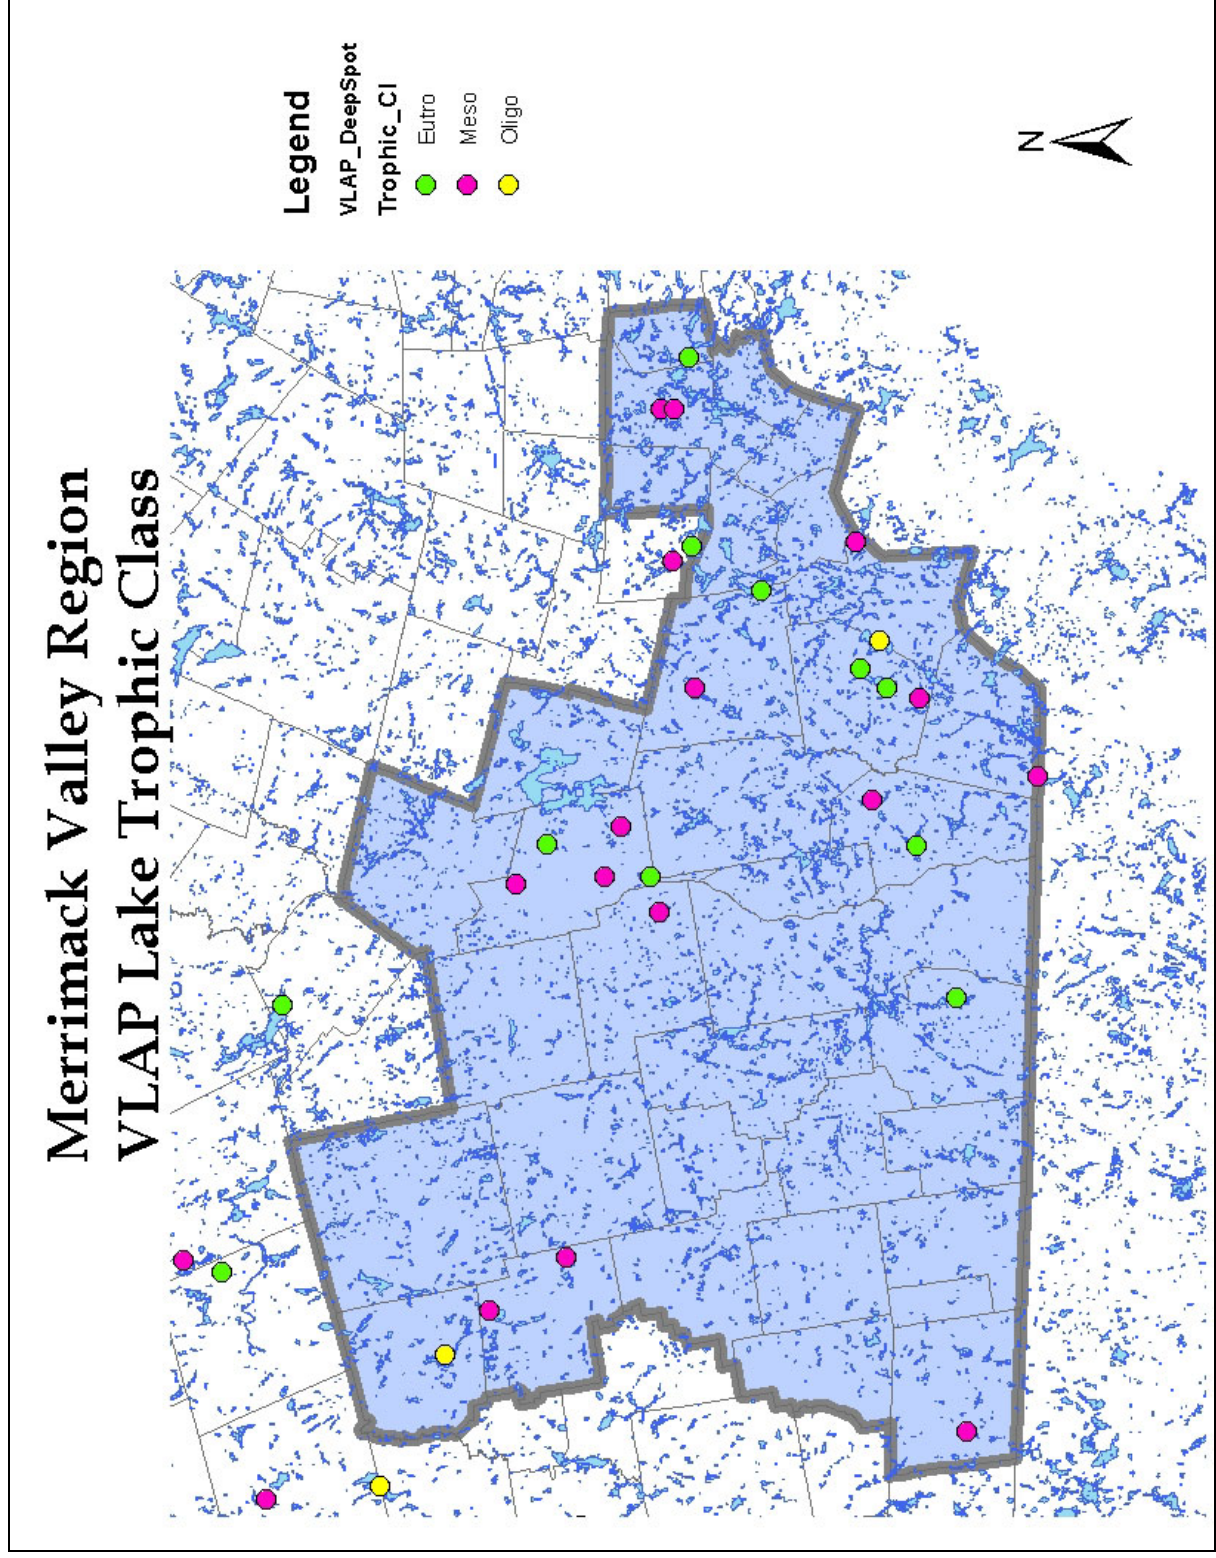 Merrimack Valley Region
VLAP Lake Trophic Class
Legend
VLAP_DeepSpot
Trophic_Cl
Eutro
Meso
Oligo
N